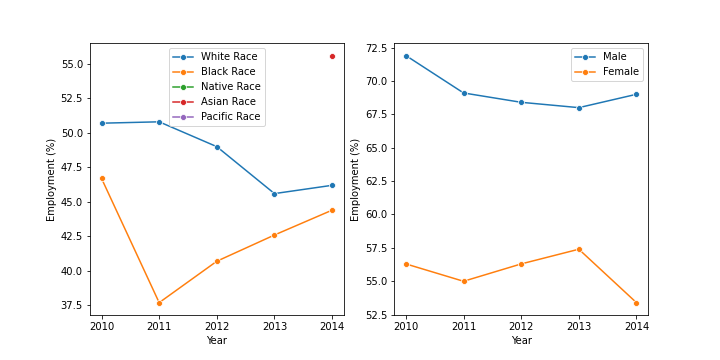 Employment (%)
55.0
52.5
50.0
47.5
45.0
42.5
40.0
37.5
White Race
Black Race
Native Race
Asian Race
Pacific Race
2010 2011 2012 2013 2014
Year
Employment (%)
72.5
70.0
67.5
65.0
62.5
60.0
57.5
55.0
52.5
Male
Female
2010 2011 2012 2013 2014
Year